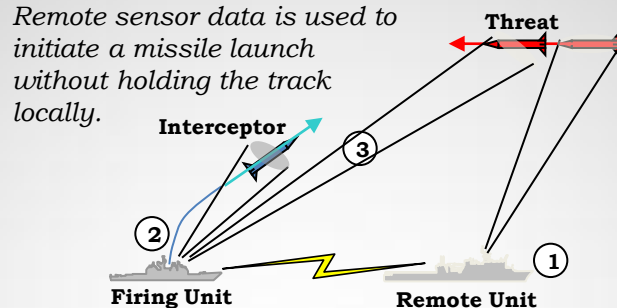 Remote sensor data is used to
initiate a missile launch
without holding the track
locally.
Threat
Interceptor
3
2
1
Firing Unit
Remote Unit